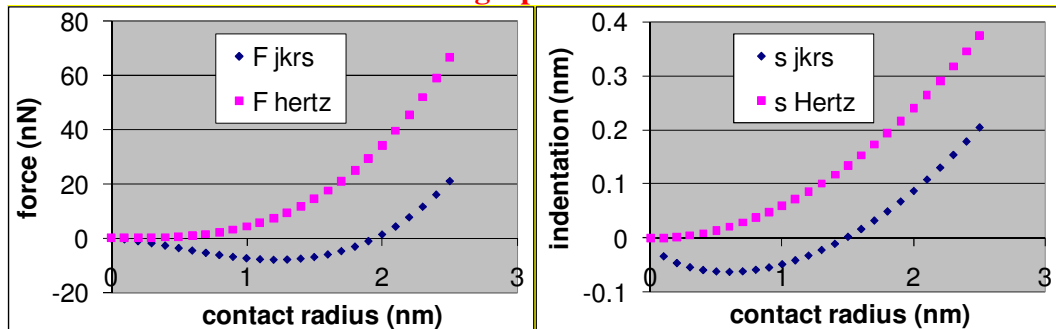 80
60
40
20
0
-20
force (nN)
F jkrs
F hertz
0
1
2
3
contact radius (nm)
0.4
0.3
0.2
0.1
0
-0.1
indentation (nm)
s jkrs
s Hertz
0
1
2
3
contact radius (nm)